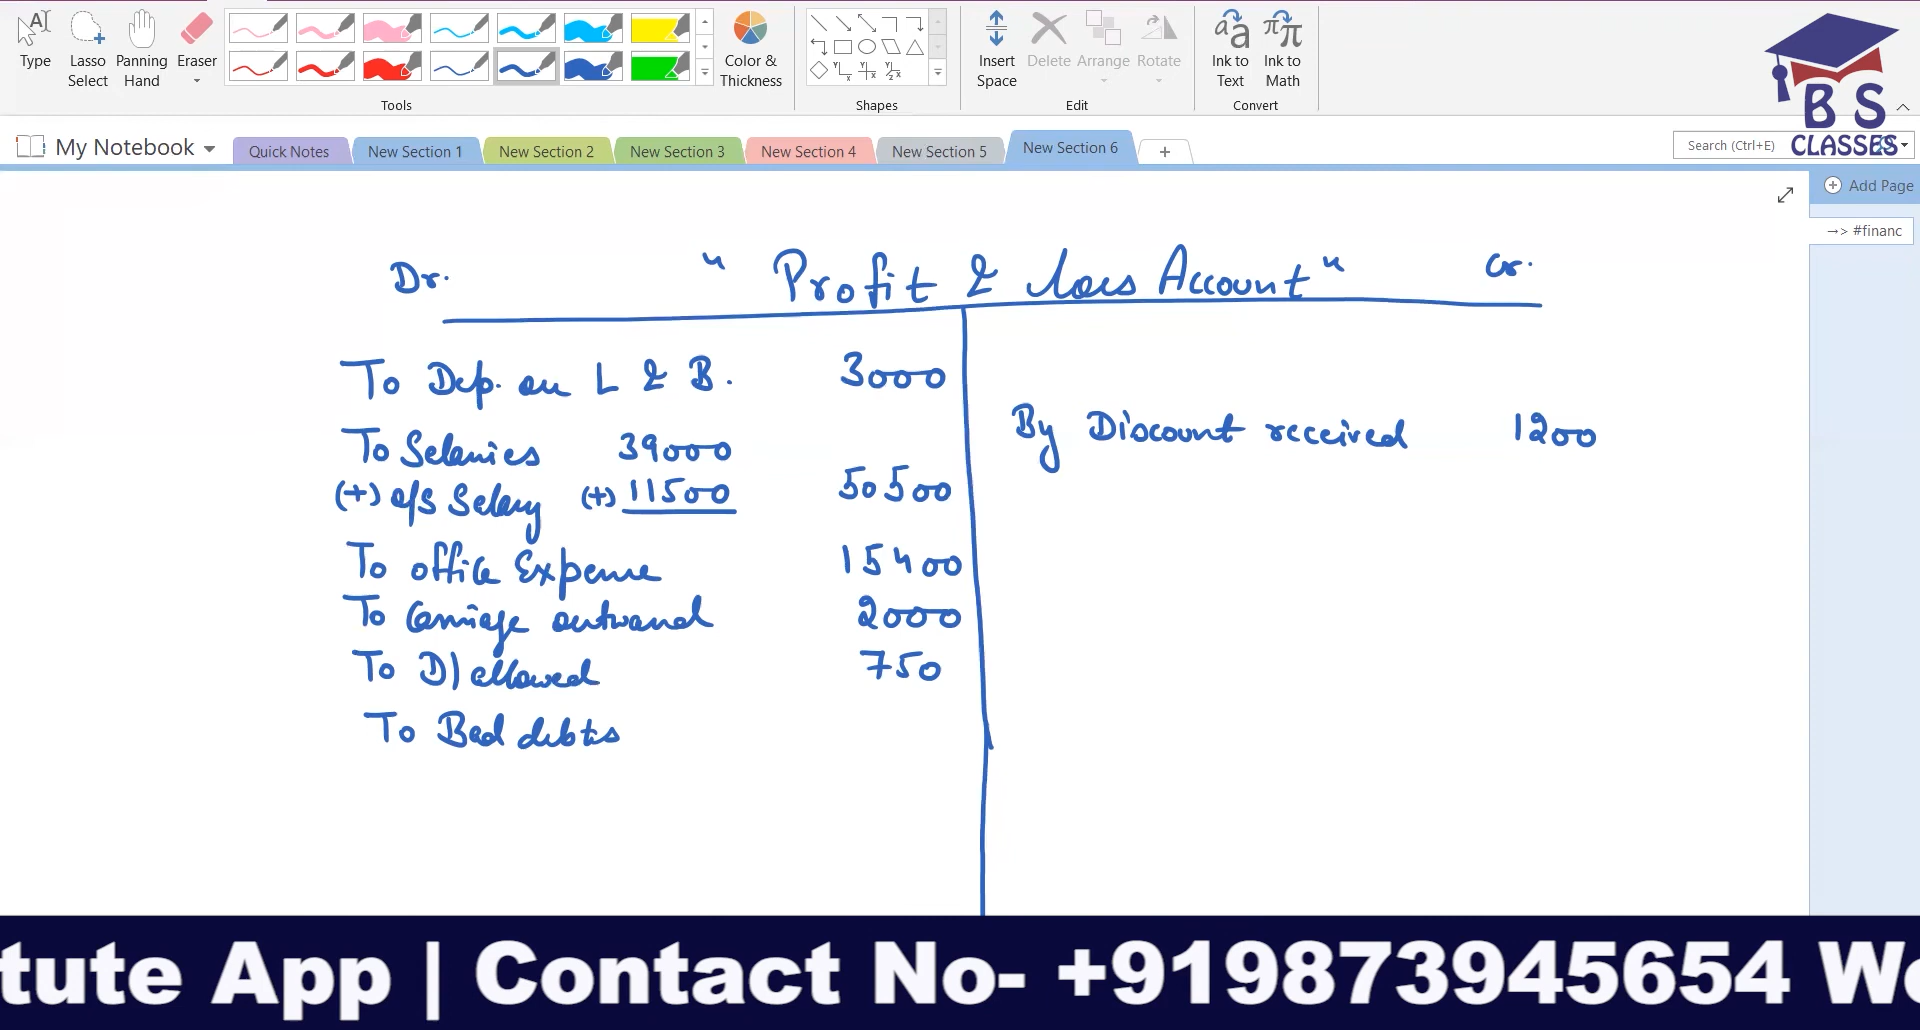 Type
Lasso Select
Panning Hand
Eraser
Color & Thickness
Insert Space
Delete
Arrange
Rotate
Ink to Text
Ink to Math
Tools
Shapes
Edit
Convert
BS
CLASSES
My Notebook
Quick Notes
New Section 1
New Section 2
New Section 3
New Section 4
New Section 5
New Section 6
+
Search (Ctrl+E)
Add Page
--> #financ
Dr. " Profit & Loss Account " Cr.
To Dep. on L & B. 3000
By Discount received 1200
To Salaries 39000
(+) o/s Salary (+) 11500 50500
To office Expense 15400
To Carriage outward 2000
To D/allowed 750
To Bad debts
tute App | Contact No- +919873945654 We